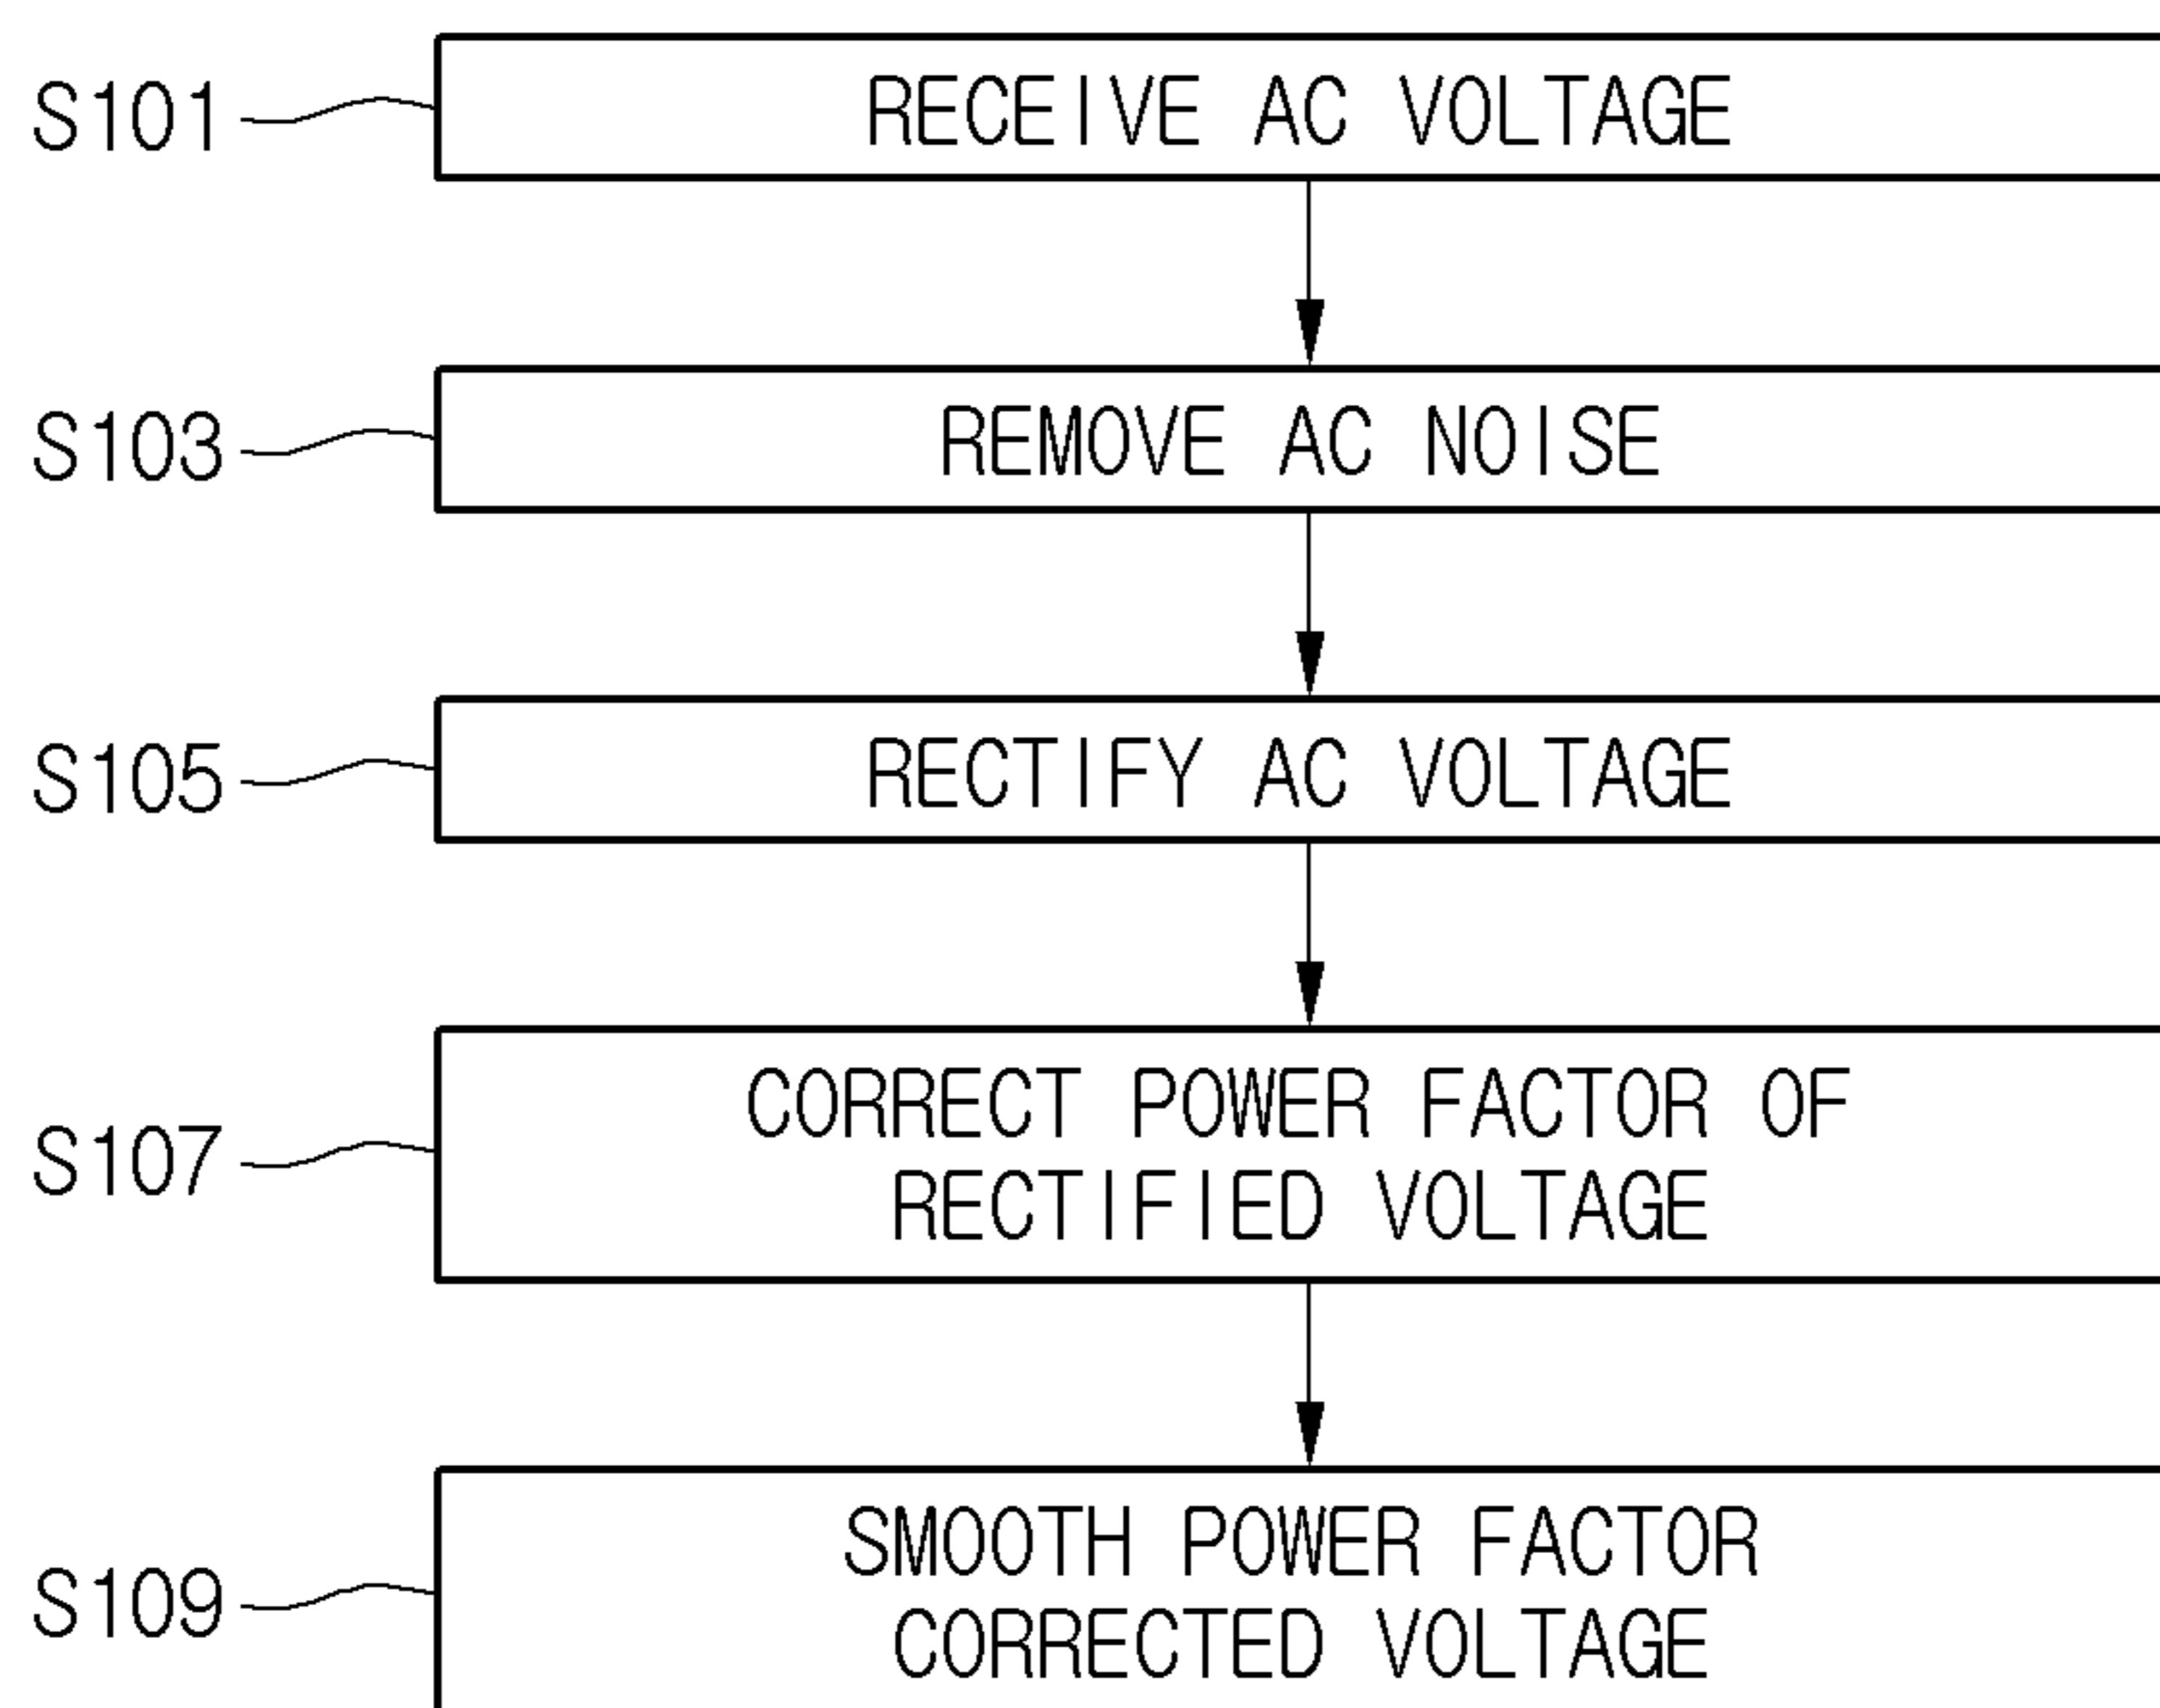 S101 RECEIVE AC VOLTAGE
S103 REMOVE AC NOISE
S105 RECTIFY AC VOLTAGE
S107 CORRECT POWER FACTOR OF
RECTIFIED VOLTAGE
S109 SMOOTH POWER FACTOR
CORRECTED VOLTAGE